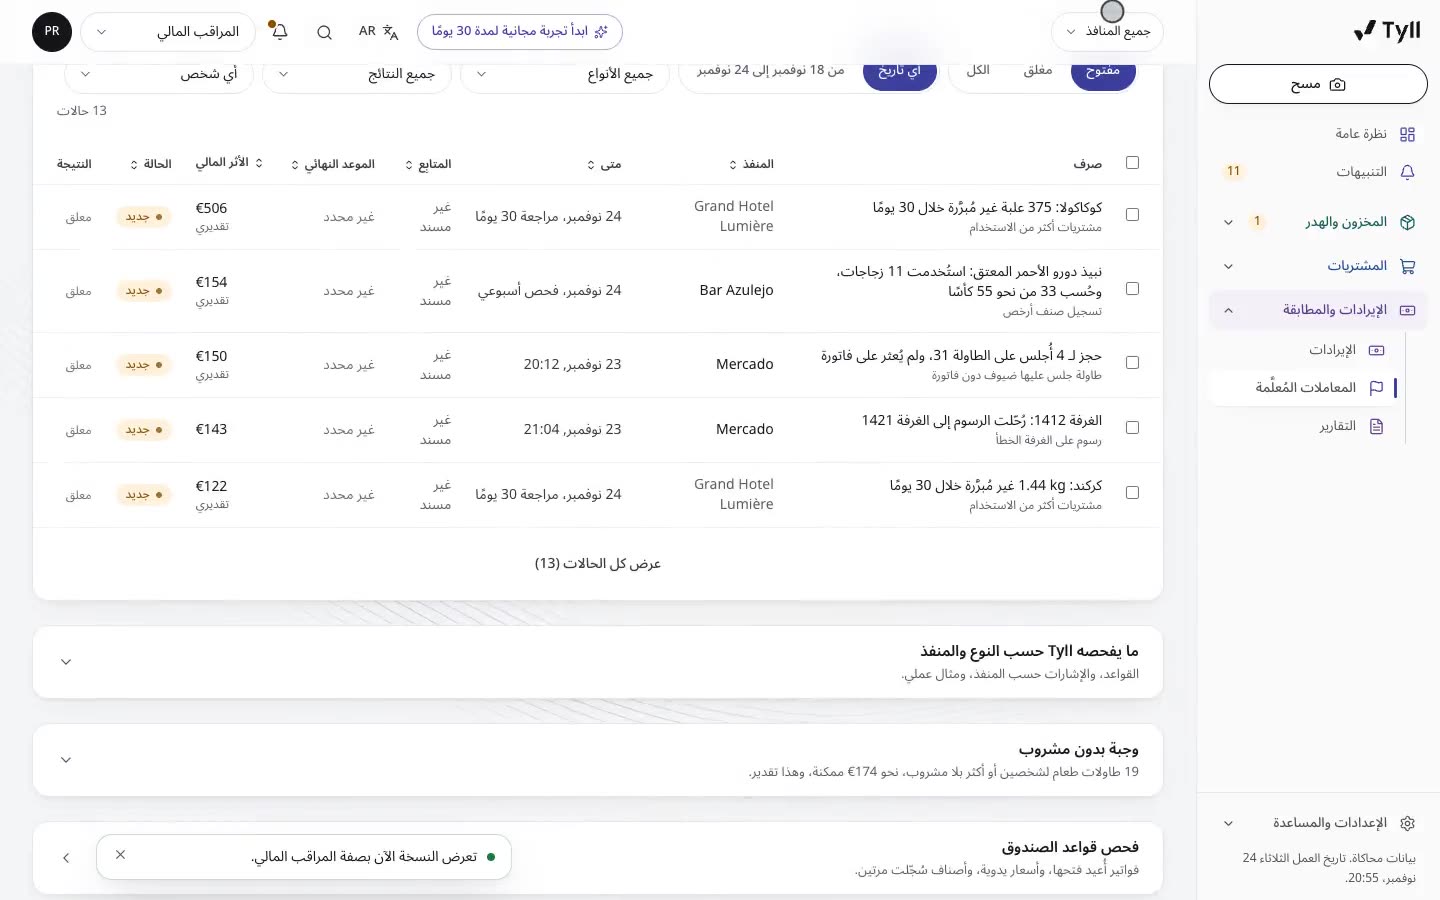 Tyll
مسح
نظرة عامة
التنبيهات
11
المخزون والهدر
1
المشتريات
الإيرادات والمطابقة
الإيرادات
المعاملات المُعلَّمة
التقارير
الإعدادات والمساعدة
بيانات محاكاة. تاريخ العمل الثلاثاء 24
نوفمبر، 20:55.
جميع المنافذ
ابدأ تجربة مجانية لمدة 30 يومًا
AR
المراقب المالي
PR
مفتوح
مغلق
الكل
أي تاريخ
من 18 نوفمبر إلى 24 نوفمبر
جميع الأنواع
جميع النتائج
أي شخص
13 حالات
صرف
المنفذ
متى
المتابِع
الموعد النهائي
الأثر المالي
الحالة
النتيجة
كوكاكولا: 375 علبة غير مُبرَّرة خلال 30 يومًا
مشتريات أكثر من الاستخدام
Grand Hotel
Lumière
24 نوفمبر، مراجعة 30 يومًا
غير
مسند
غير محدد
€506
تقديري
جديد
معلق
نبيذ دورو الأحمر المعتق: استُخدمت 11 زجاجات،
وحُسب 33 من نحو 55 كأسًا
تسجيل صنف أرخص
Bar Azulejo
24 نوفمبر، فحص أسبوعي
غير
مسند
غير محدد
€154
تقديري
جديد
معلق
حجز لـ 4 أُجلس على الطاولة 31، ولم يُعثر على فاتورة
طاولة جلس عليها ضيوف دون فاتورة
Mercado
23 نوفمبر, 20:12
غير
مسند
غير محدد
€150
تقديري
جديد
معلق
الغرفة 1412: رُحّلت الرسوم إلى الغرفة 1421
رسوم على الغرفة الخطأ
Mercado
23 نوفمبر, 21:04
غير
مسند
غير محدد
€143
جديد
معلق
كركند: 1.44 kg غير مُبرَّرة خلال 30 يومًا
مشتريات أكثر من الاستخدام
Grand Hotel
Lumière
24 نوفمبر، مراجعة 30 يومًا
غير
مسند
غير محدد
€122
تقديري
جديد
معلق
عرض كل الحالات (13)
ما يفحصه Tyll حسب النوع والمنفذ
القواعد، والإشارات حسب المنفذ، ومثال عملي.
وجبة بدون مشروب
19 طاولات طعام لشخصين أو أكثر بلا مشروب، نحو 174€ ممكنة، وهذا تقدير.
فحص قواعد الصندوق
فواتير أُعيد فتحها، وأسعار يدوية، وأصناف سُجّلت مرتين.
تعرض النسخة الآن بصفة المراقب المالي.